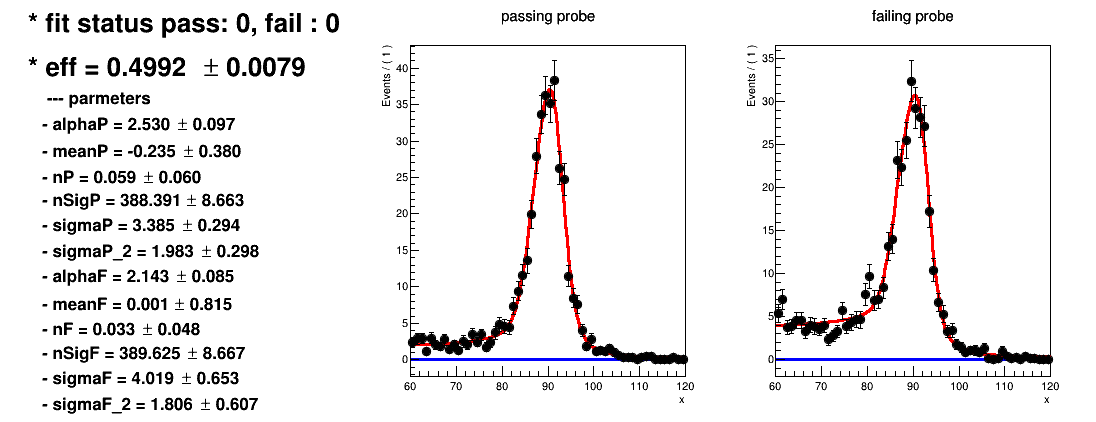 * fit status pass: 0, fail : 0
* eff = 0.4992 ± 0.0079
--- parmeters
- alphaP = 2.530 ± 0.097
- meanP = -0.235 ± 0.380
- nP = 0.059 ± 0.060
- nSigP = 388.391 ± 8.663
- sigmaP = 3.385 ± 0.294
- sigmaP_2 = 1.983 ± 0.298
- alphaF = 2.143 ± 0.085
- meanF = 0.001 ± 0.815
- nF = 0.033 ± 0.048
- nSigF = 389.625 ± 8.667
- sigmaF = 4.019 ± 0.653
- sigmaF_2 = 1.806 ± 0.607
passing probe
Events / ( 1 )
40
35
30
25
20
15
10
5
0
60 70 80 90 100 110 120
x
failing probe
Events / ( 1 )
35
30
25
20
15
10
5
0
60 70 80 90 100 110 120
x